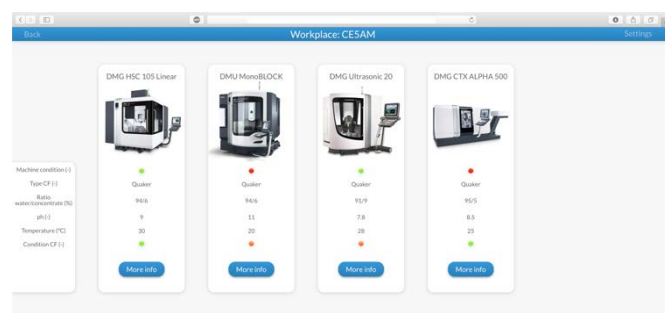 Back
Workplace: CE5AM
Settings
DMG HSC 105 Linear
DMU MonoBLOCK
DMG Ultrasonic 20
DMG CTX ALPHA 500
Machine condition (-)
Type CF (-)
Quaker
Quaker
Quaker
Quaker
Ratio
water/concentrate (%)
94/6
94/6
91/9
95/5
ph (-)
9
11
7.8
8.5
Temperature (°C)
30
20
28
25
Condition CF (-)
More info
More info
More info
More info